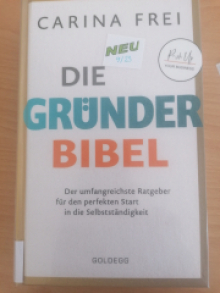 CARINA FREI
NEU
DIE
GRÜNDER
BIBEL
Der umfangreichste Ratgeber
für den perfekten Start
in die Selbstständigkeit
GOLDEGG